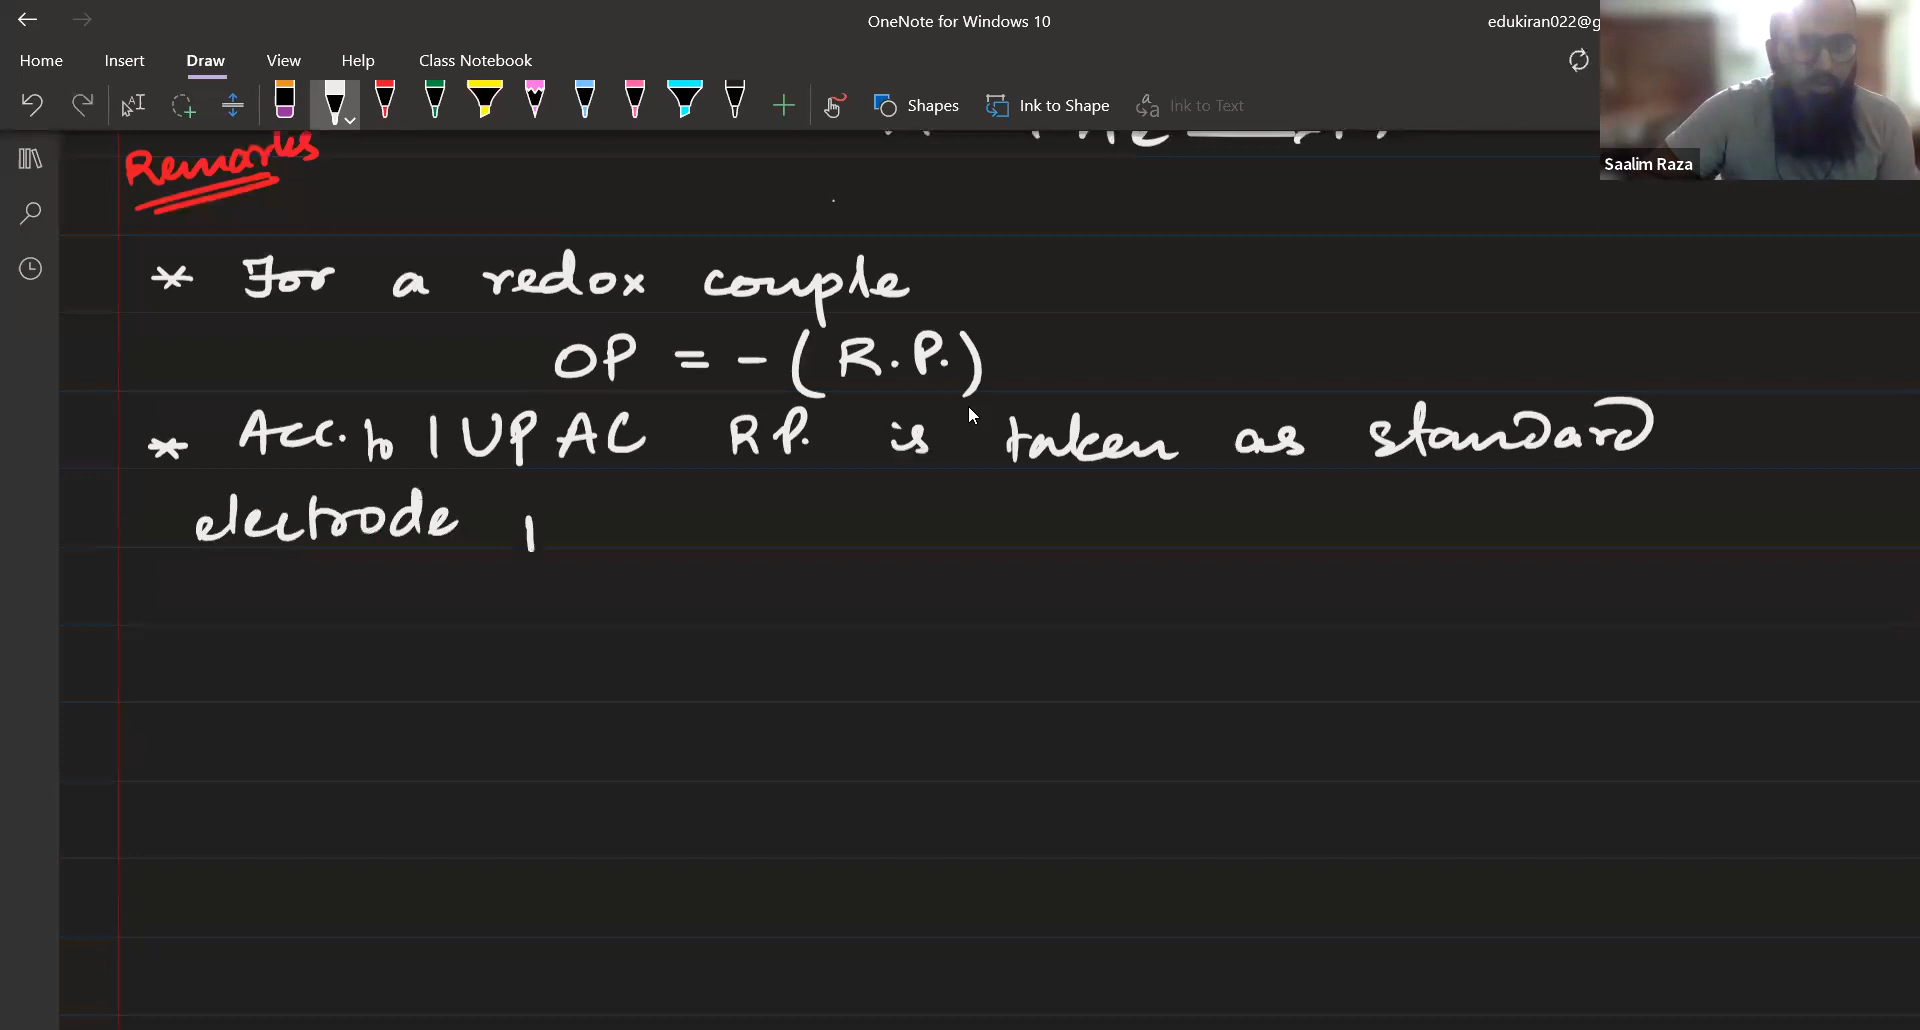 OneNote for Windows 10
edukiran022@g
Home Insert Draw View Help Class Notebook
Shapes Ink to Shape Ink to Text
Saalim Raza
Remarks
* For a redox couple
OP = - (R.P.)
* Acc. to IUPAC R.P. is taken as standard
electrode p